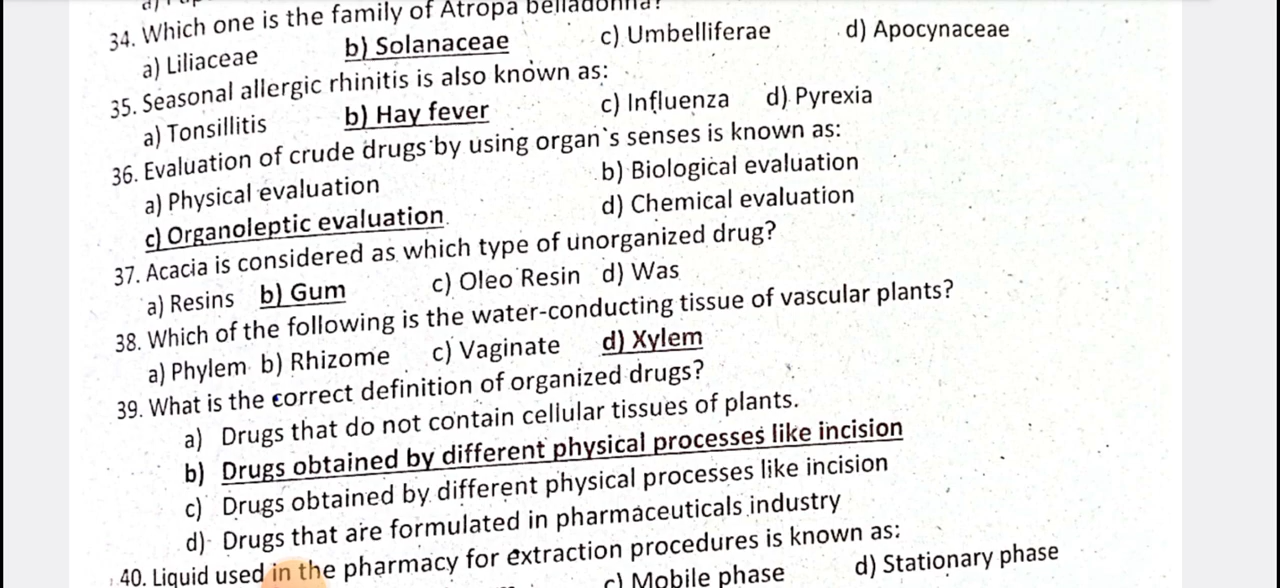 34. Which one is the family of Atropa belladonna?
a) Liliaceae b) Solanaceae c) Umbelliferae d) Apocynaceae
35. Seasonal allergic rhinitis is also known as:
a) Tonsillitis b) Hay fever c) Influenza d) Pyrexia
36. Evaluation of crude drugs by using organ`s senses is known as:
a) Physical evaluation b) Biological evaluation
c) Organoleptic evaluation d) Chemical evaluation
37. Acacia is considered as which type of unorganized drug?
a) Resins b) Gum c) Oleo Resin d) Was
38. Which of the following is the water-conducting tissue of vascular plants?
a) Phylem b) Rhizome c) Vaginate d) Xylem
39. What is the correct definition of organized drugs?
a) Drugs that do not contain cellular tissues of plants.
b) Drugs obtained by different physical processes like incision
c) Drugs obtained by different physical processes like incision
d) Drugs that are formulated in pharmaceuticals industry
40. Liquid used in the pharmacy for extraction procedures is known as:
c) Mobile phase d) Stationary phase